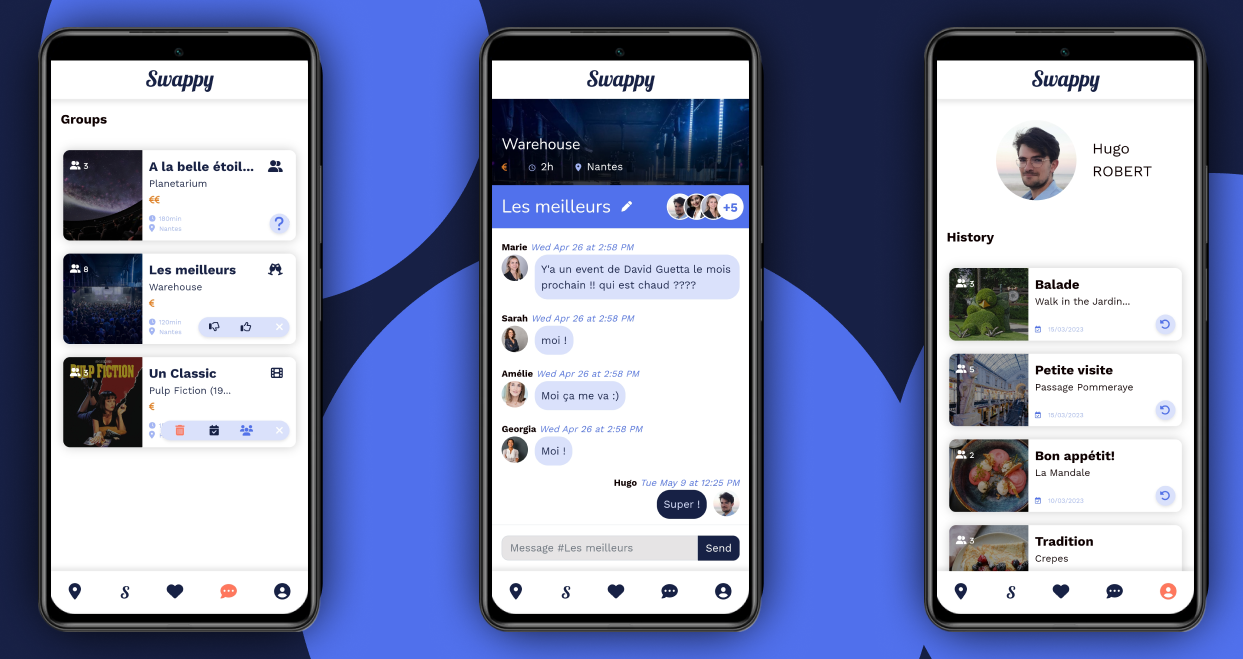 Swappy
Groups
3
A la belle étoil...
Planetarium
€€
180min
Nantes
?
8
Les meilleurs
Warehouse
€
120min
Nantes
PULP FICTION
3
Un Classic
Pulp Fiction (19...
€
S
Swappy
Warehouse
€ 2h Nantes
Les meilleurs
+5
Marie Wed Apr 26 at 2:58 PM
Y'a un event de David Guetta le mois
prochain !! qui est chaud ????
Sarah Wed Apr 26 at 2:58 PM
moi !
Amélie Wed Apr 26 at 2:58 PM
Moi ça me va :)
Georgia Wed Apr 26 at 2:58 PM
Moi !
Hugo Tue May 9 at 12:25 PM
Super !
Message #Les meilleurs
Send
S
Swappy
Hugo
ROBERT
History
3
Balade
Walk in the Jardin...
15/03/2023
5
Petite visite
Passage Pommeraye
15/03/2023
2
Bon appétit!
La Mandale
10/03/2023
3
Tradition
Crepes
S